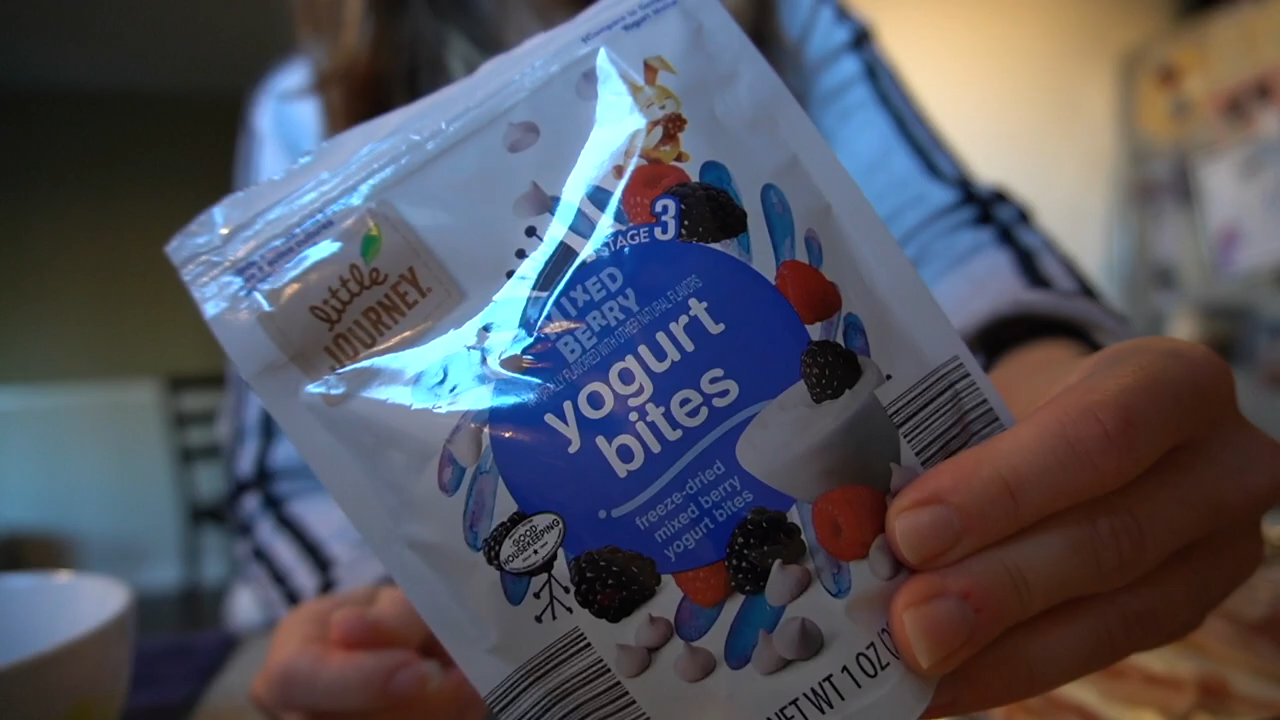 little
JOURNEY.
STAGE 3
MIXED
BERRY
NATURALLY FLAVORED WITH OTHER NATURAL FLAVORS
yogurt
bites
freeze-dried
mixed berry
yogurt bites
GOOD
HOUSEKEEPING
NET WT 1 OZ